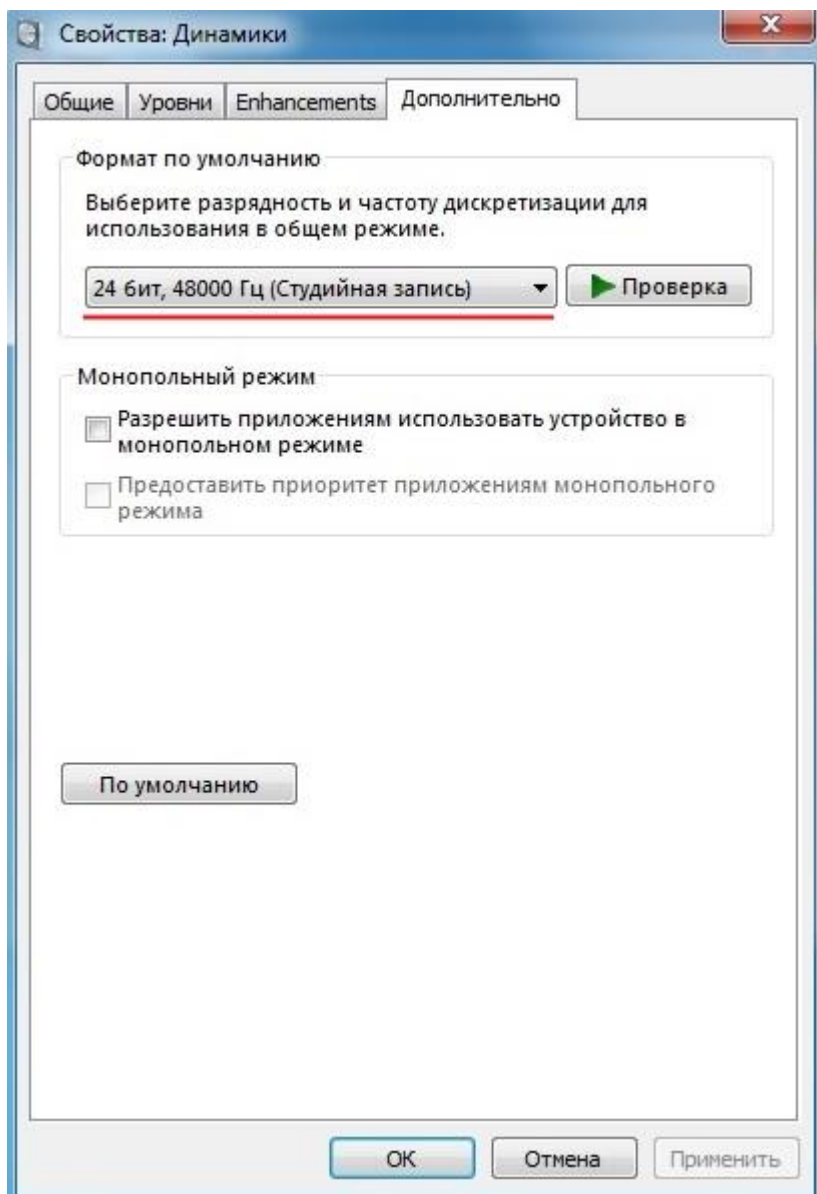 Свойства: Динамики
Общие Уровни Enhancements Дополнительно
Формат по умолчанию
Выберите разрядность и частоту дискретизации для
использования в общем режиме.
24 бит, 48000 Гц (Студийная запись) Проверка
Монопольный режим
Разрешить приложениям использовать устройство в
монопольном режиме
Предоставить приоритет приложениям монопольного
режима
По умолчанию
ОК Отмена Применить